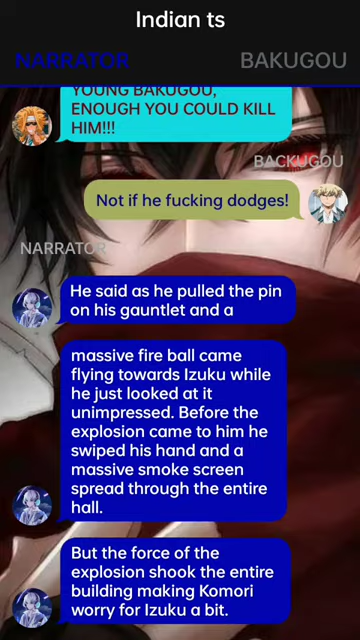 Indian ts
NARRATOR
BAKUGOU
YOUNG BAKUGOU,
ENOUGH YOU COULD KILL
HIM!!!
BACKUGOU
Not if he fucking dodges!
NARRATOR
He said as he pulled the pin
on his gauntlet and a
massive fire ball came
flying towards Izuku while
he just looked at it
unimpressed. Before the
explosion came to him he
swiped his hand and a
massive smoke screen
spread through the entire
hall.
But the force of the
explosion shook the entire
building making Komori
worry for Izuku a bit.